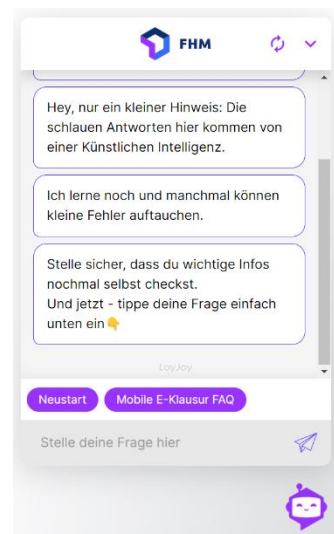 FHM
Hey, nur ein kleiner Hinweis: Die
schlauen Antworten hier kommen von
einer Künstlichen Intelligenz.
Ich lerne noch und manchmal können
kleine Fehler auftauchen.
Stelle sicher, dass du wichtige Infos
nochmal selbst checkst.
Und jetzt - tippe deine Frage einfach
unten ein👇
LoyJoy
Neustart Mobile E-Klausur FAQ
Stelle deine Frage hier